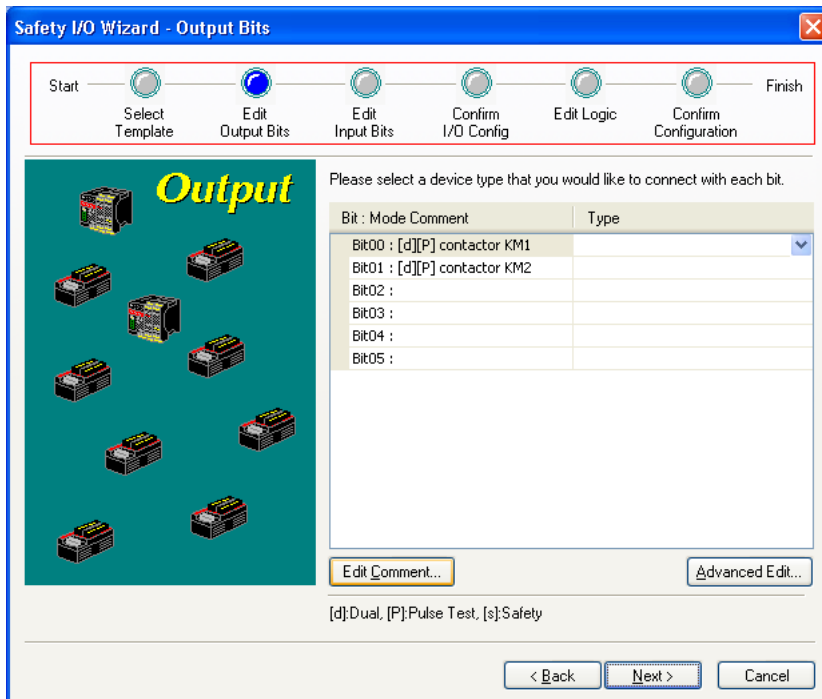 Safety I/O Wizard - Output Bits
Start
Select Template
Edit Output Bits
Edit Input Bits
Confirm I/O Config
Edit Logic
Confirm Configuration
Finish
Output
Please select a device type that you would like to connect with each bit.
Bit : Mode Comment Type
Bit00 : [d][P] contactor KM1
Bit01 : [d][P] contactor KM2
Bit02 :
Bit03 :
Bit04 :
Bit05 :
Edit Comment... Advanced Edit...
[d]:Dual, [P]:Pulse Test, [s]:Safety
< Back Next > Cancel